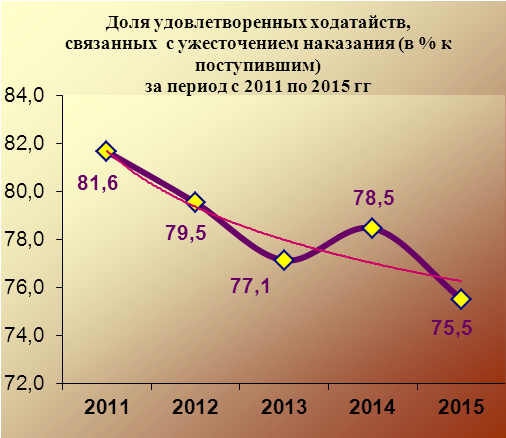 Доля удовлетворенных ходатайств,
связанных с ужесточением наказания (в % к
поступившим)
за период с 2011 по 2015 гг
84,0
82,0
80,0
78,0
76,0
74,0
72,0
81,6
79,5
77,1
78,5
75,5
2011 2012 2013 2014 2015